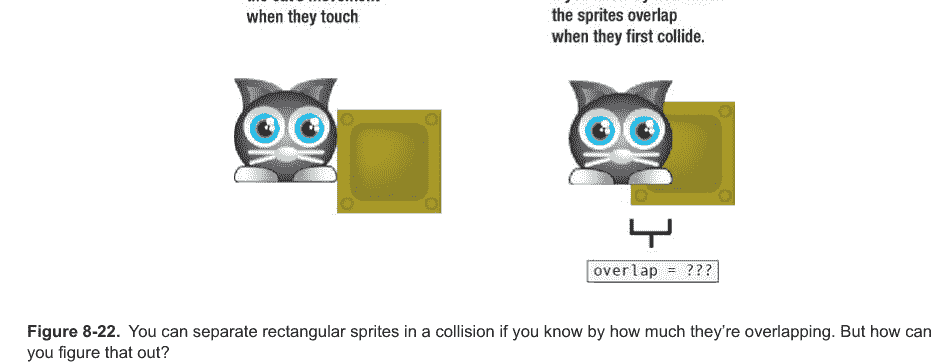 when they touch
the sprites overlap
when they first collide.
overlap = ???
Figure 8-22. You can separate rectangular sprites in a collision if you know by how much they’re overlapping. But how can
you figure that out?